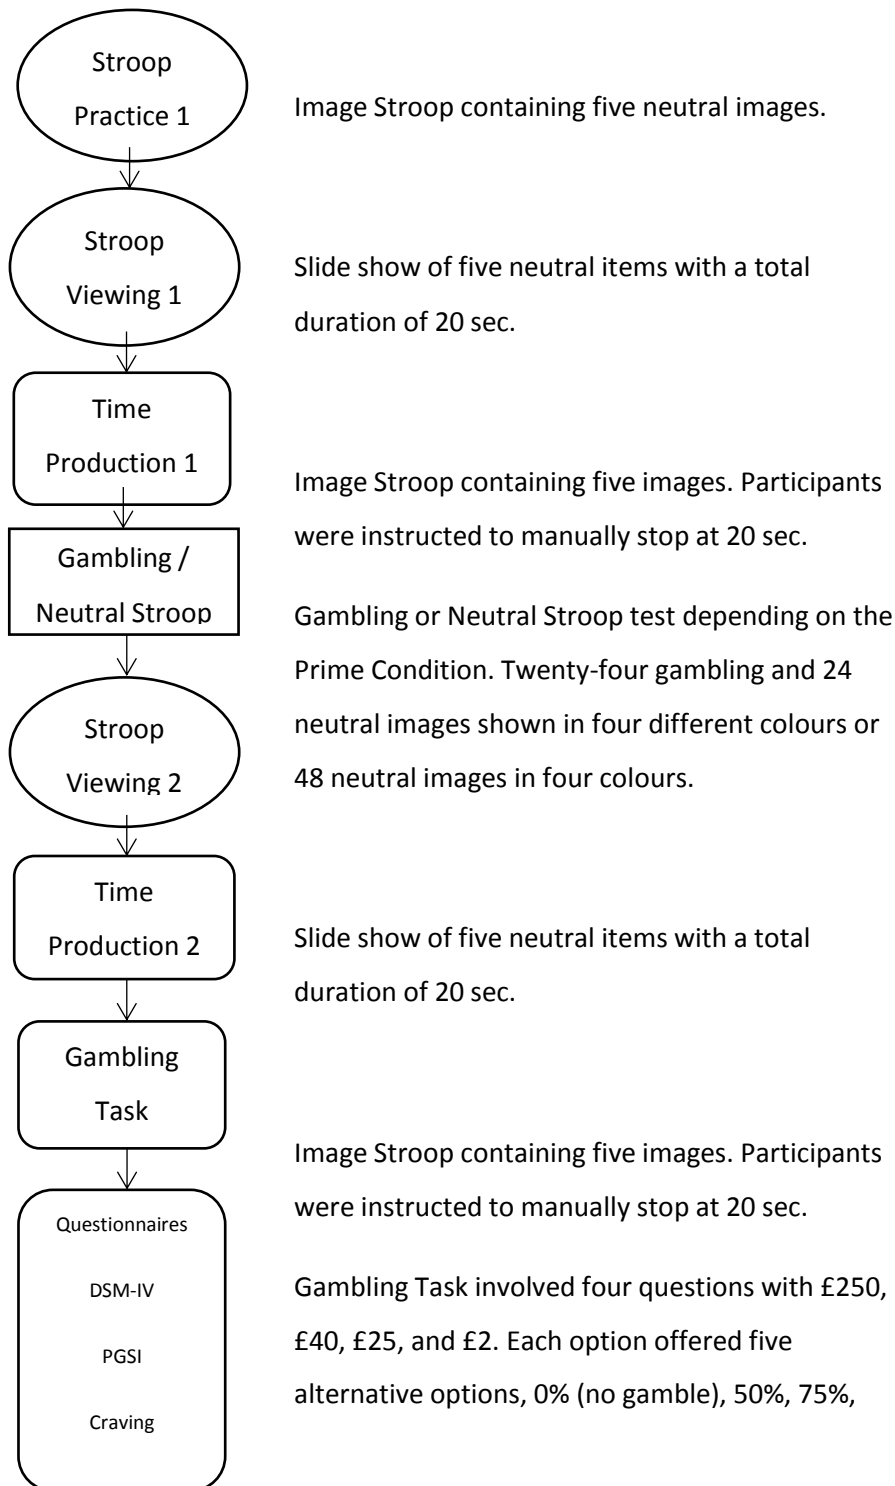 Stroop
Practice 1
Image Stroop containing five neutral images.
Stroop
Viewing 1
Slide show of five neutral items with a total
duration of 20 sec.
Time
Production 1
Image Stroop containing five images. Participants
were instructed to manually stop at 20 sec.
Gambling /
Neutral Stroop
Gambling or Neutral Stroop test depending on the
Prime Condition. Twenty-four gambling and 24
neutral images shown in four different colours or
48 neutral images in four colours.
Stroop
Viewing 2
Time
Production 2
Slide show of five neutral items with a total
duration of 20 sec.
Gambling
Task
Image Stroop containing five images. Participants
were instructed to manually stop at 20 sec.
Questionnaires
DSM-IV
PGSI
Craving
Gambling Task involved four questions with £250,
£40, £25, and £2. Each option offered five
alternative options, 0% (no gamble), 50%, 75%,